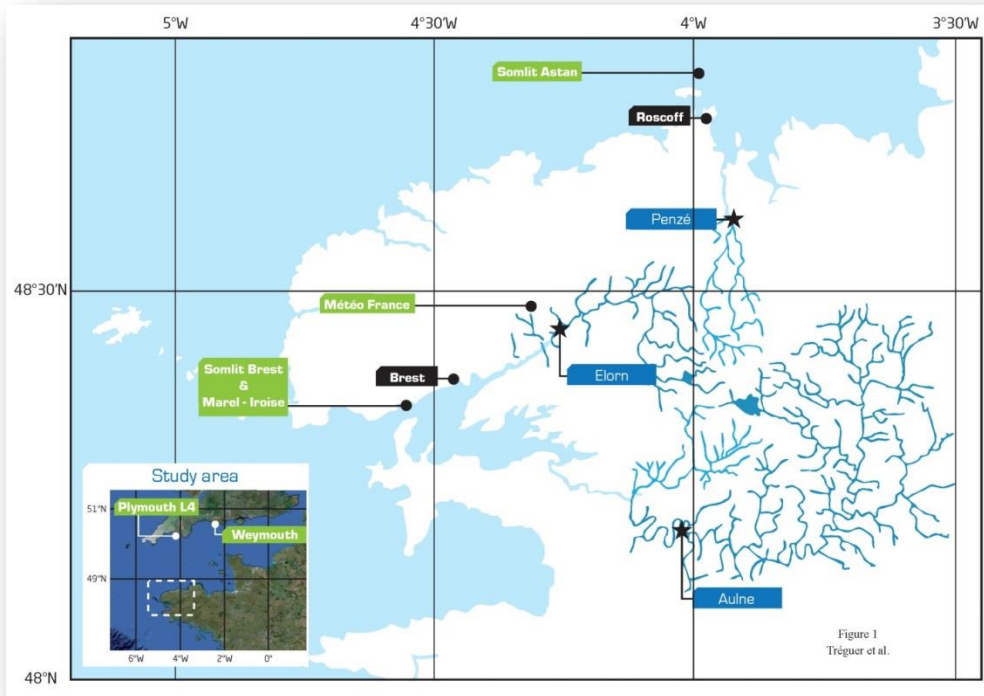 5°W
4°30'W
4°W
3°30'W
Somlit Astan
Roscoff
Penzé
48°30'N
Météo France
Somlit Brest
&
Marel - Iroise
Brest
Elorn
Study area
51°N
Plymouth L4
Weymouth
49°N
Aulne
6°W
4°W
2°W
0°
Figure 1
Tréguer et al.
48°N